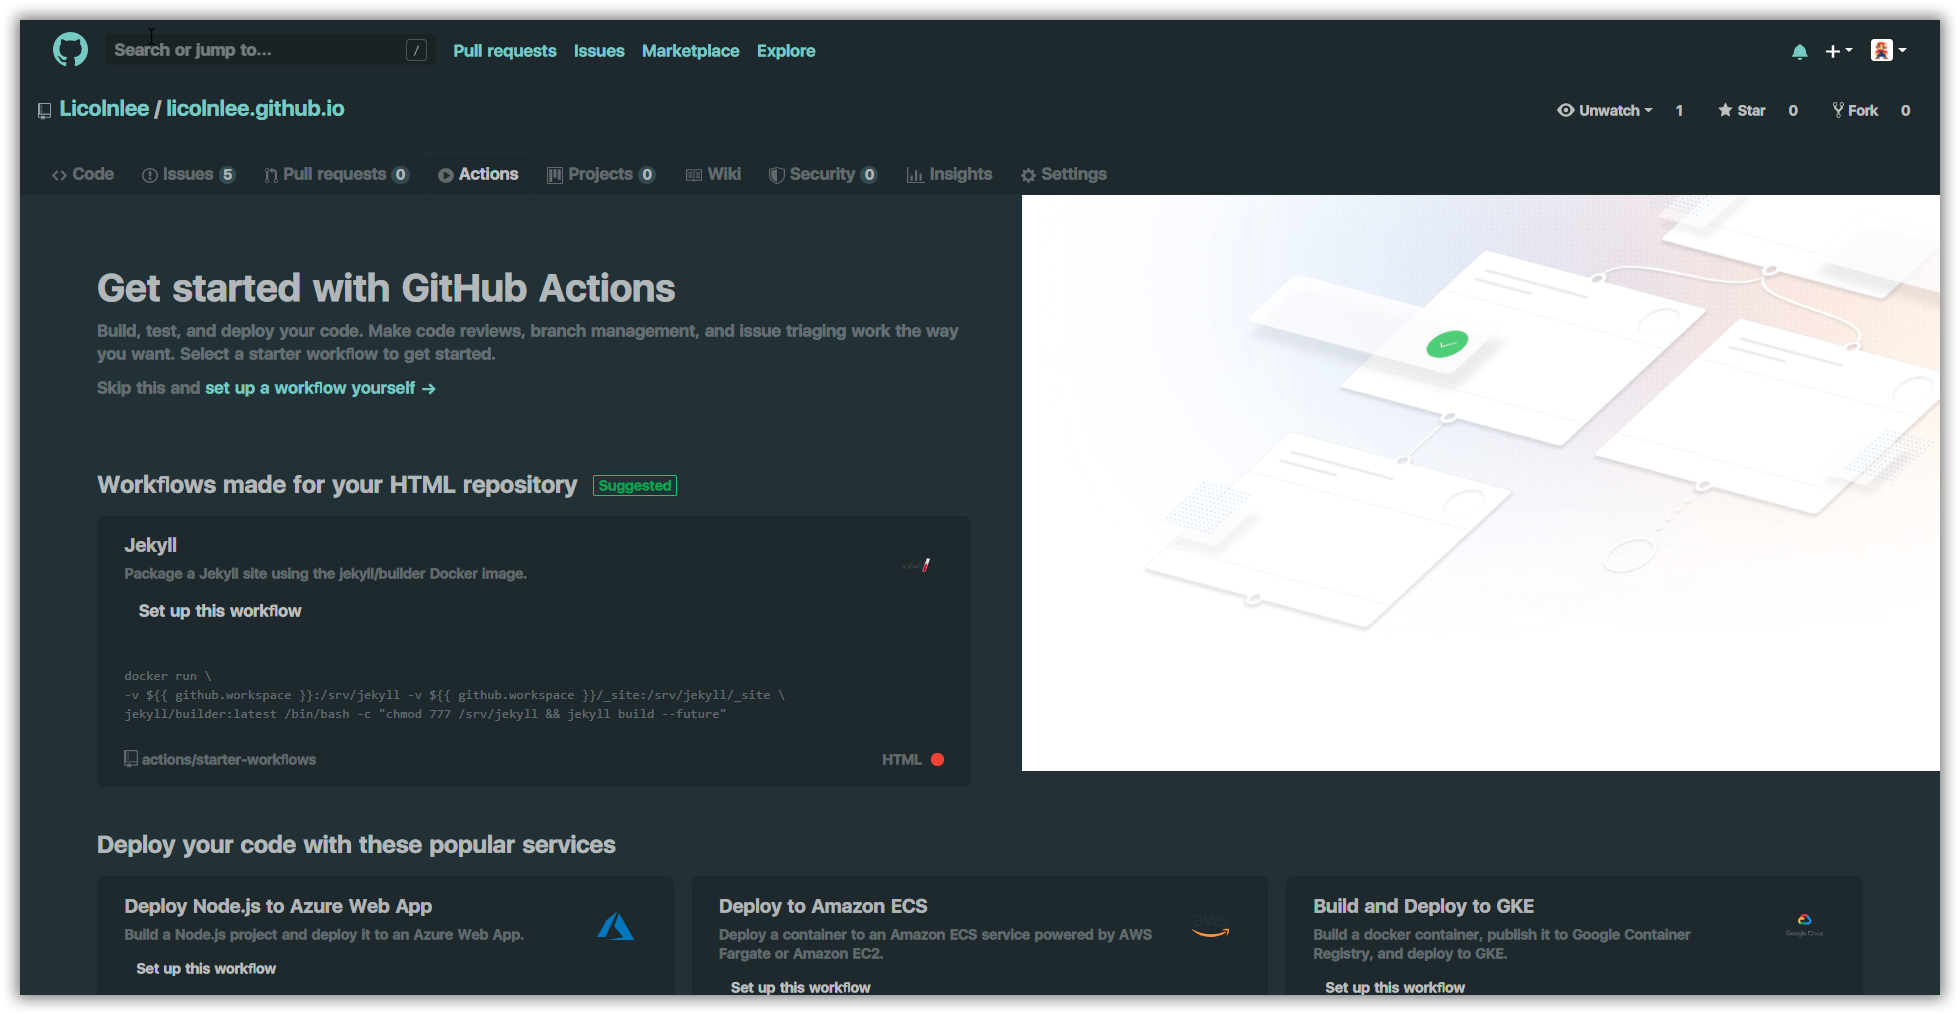 Search or jump to...
/
Pull requests
Issues
Marketplace
Explore
Licolnlee / licolnlee.github.io
Unwatch
1
Star
0
Fork
0
Code
Issues 5
Pull requests 0
Actions
Projects 0
Wiki
Security 0
Insights
Settings
Get started with GitHub Actions
Build, test, and deploy your code. Make code reviews, branch management, and issue triaging work the way
you want. Select a starter workflow to get started.
Skip this and set up a workflow yourself →
Workflows made for your HTML repository
Suggested
Jekyll
Package a Jekyll site using the jekyll/builder Docker image.
Set up this workflow
docker run \
-v ${{ github.workspace }}:/srv/jekyll -v ${{ github.workspace }}/_site:/srv/jekyll/_site \
jekyll/builder:latest /bin/bash -c "chmod 777 /srv/jekyll && jekyll build --future"
actions/starter-workflows
HTML
Deploy your code with these popular services
Deploy Node.js to Azure Web App
Build a Node.js project and deploy it to an Azure Web App.
Set up this workflow
Deploy to Amazon ECS
aws
Deploy a container to an Amazon ECS service powered by AWS
Fargate or Amazon EC2.
Set up this workflow
Build and Deploy to GKE
Google Cloud
Build a docker container, publish it to Google Container
Registry, and deploy to GKE.
Set up this workflow